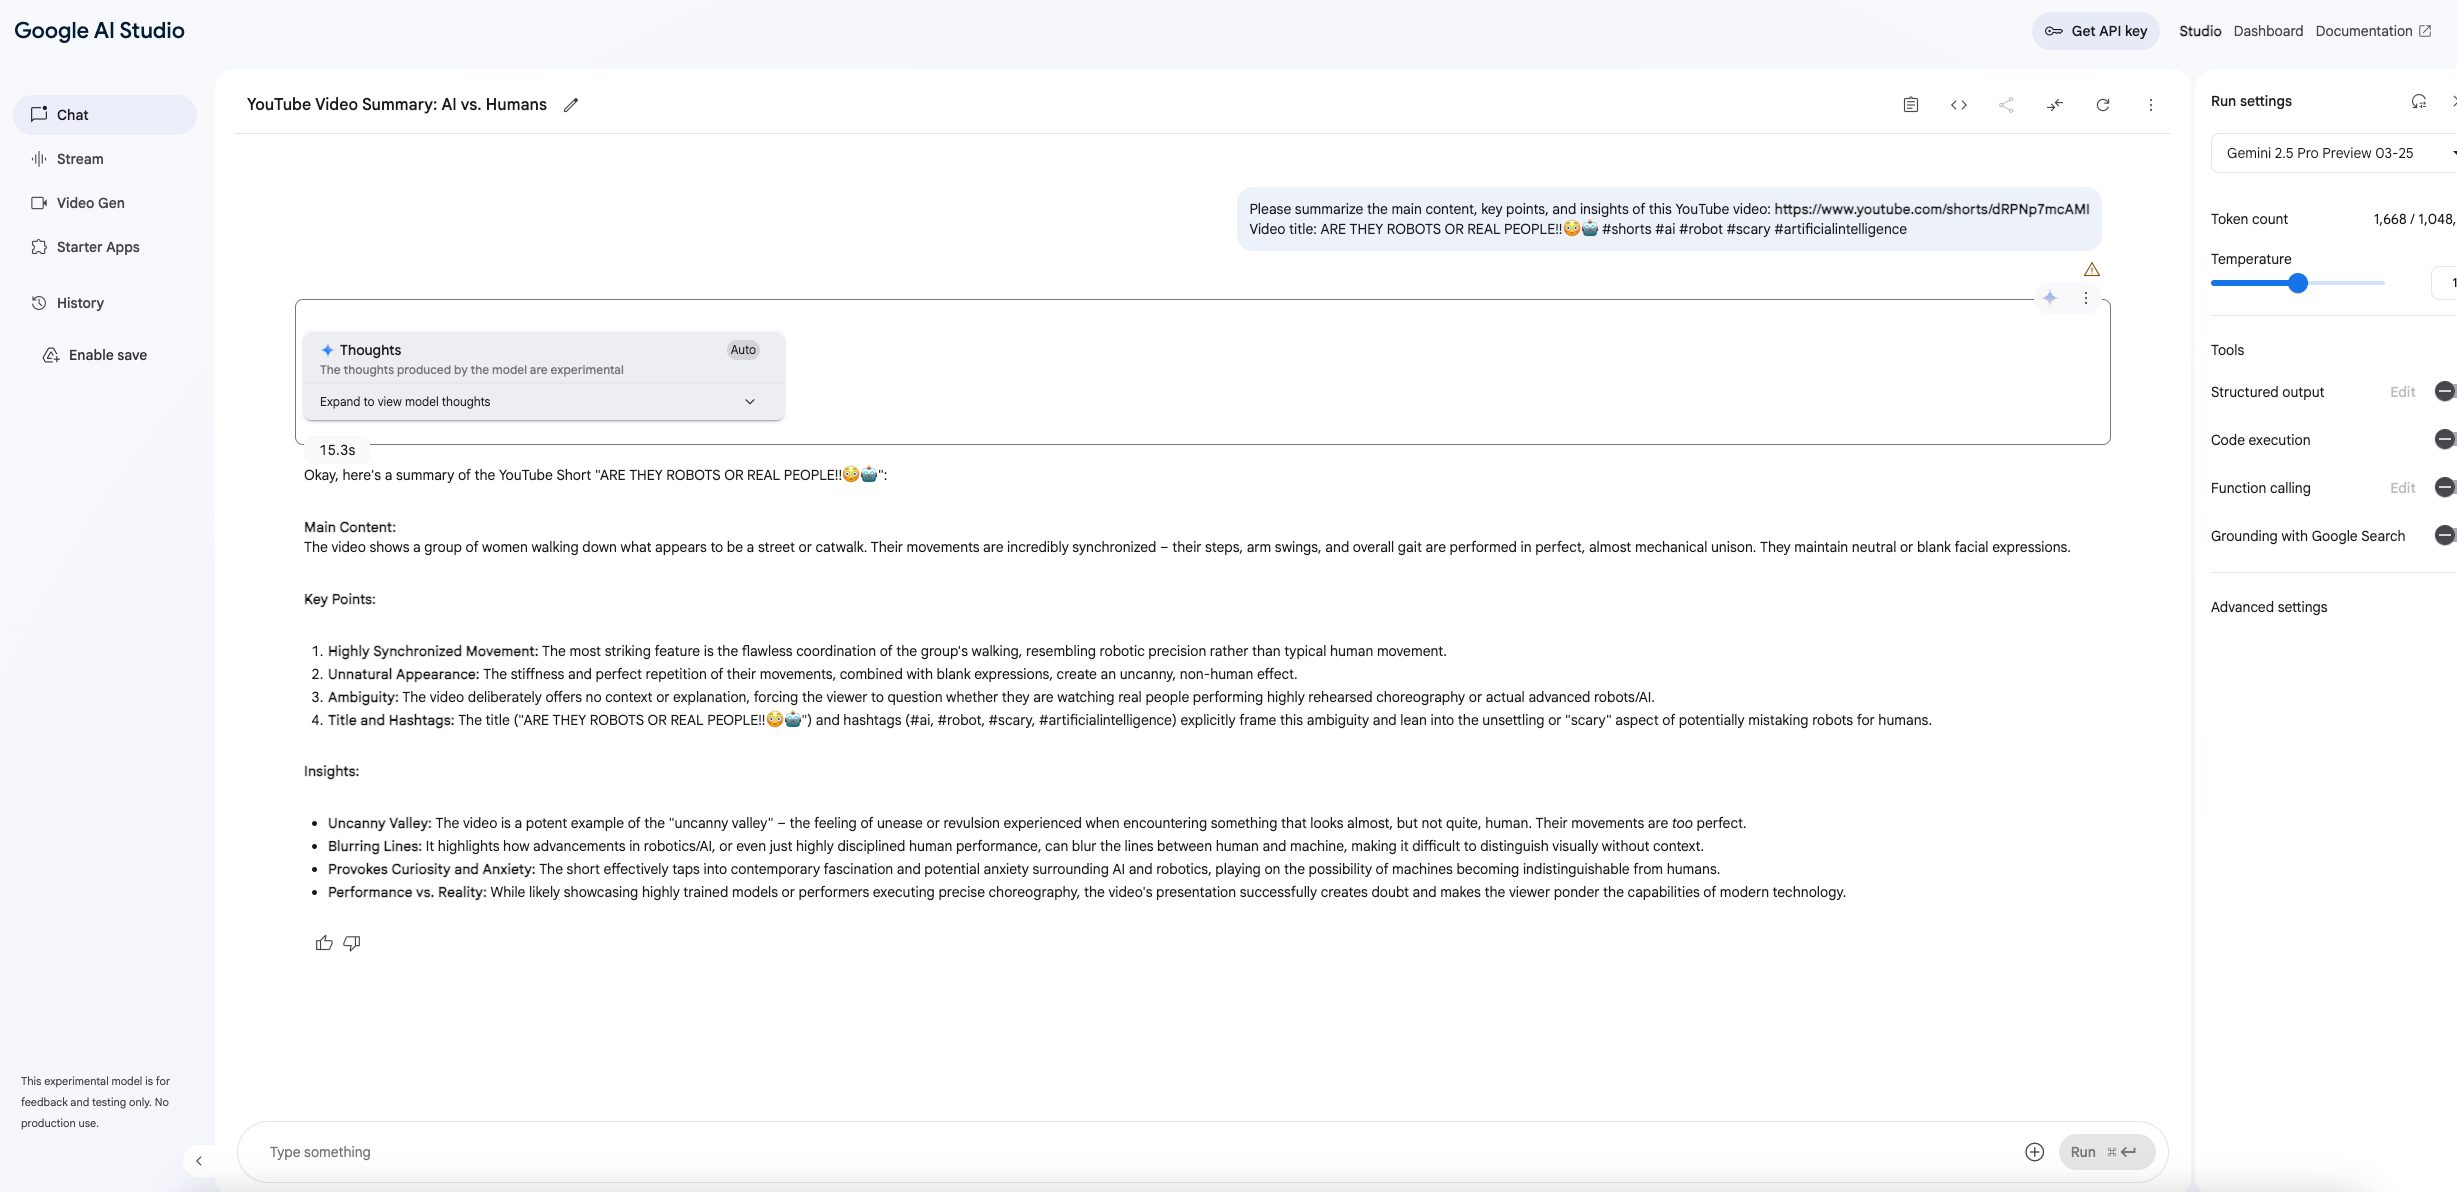 Google AI Studio
Get API key
Studio
Dashboard
Documentation
Chat
Stream
Video Gen
Starter Apps
History
Enable save
This experimental model is for
feedback and testing only. No
production use.
YouTube Video Summary: AI vs. Humans
Please summarize the main content, key points, and insights of this YouTube video: https://www.youtube.com/shorts/dRPNp7mcAMI
Video title: ARE THEY ROBOTS OR REAL PEOPLE!!😳🤖 #shorts #ai #robot #scary #artificialintelligence
Thoughts
Auto
The thoughts produced by the model are experimental
Expand to view model thoughts
15.3s
Okay, here's a summary of the YouTube Short "ARE THEY ROBOTS OR REAL PEOPLE!!😳🤖":
Main Content:
The video shows a group of women walking down what appears to be a street or catwalk. Their movements are incredibly synchronized – their steps, arm swings, and overall gait are performed in perfect, almost mechanical unison. They maintain neutral or blank facial expressions.
Key Points:
1. Highly Synchronized Movement: The most striking feature is the flawless coordination of the group's walking, resembling robotic precision rather than typical human movement.
2. Unnatural Appearance: The stiffness and perfect repetition of their movements, combined with blank expressions, create an uncanny, non-human effect.
3. Ambiguity: The video deliberately offers no context or explanation, forcing the viewer to question whether they are watching real people performing highly rehearsed choreography or actual advanced robots/AI.
4. Title and Hashtags: The title ("ARE THEY ROBOTS OR REAL PEOPLE!!😳🤖") and hashtags (#ai, #robot, #scary, #artificialintelligence) explicitly frame this ambiguity and lean into the unsettling or "scary" aspect of potentially mistaking robots for humans.
Insights:
• Uncanny Valley: The video is a potent example of the "uncanny valley" – the feeling of unease or revulsion experienced when encountering something that looks almost, but not quite, human. Their movements are too perfect.
• Blurring Lines: It highlights how advancements in robotics/AI, or even just highly disciplined human performance, can blur the lines between human and machine, making it difficult to distinguish visually without context.
• Provokes Curiosity and Anxiety: The short effectively taps into contemporary fascination and potential anxiety surrounding AI and robotics, playing on the possibility of machines becoming indistinguishable from humans.
• Performance vs. Reality: While likely showcasing highly trained models or performers executing precise choreography, the video's presentation successfully creates doubt and makes the viewer ponder the capabilities of modern technology.
Type something
Run ⌘
Run settings
Gemini 2.5 Pro Preview 03-25
Token count
1,668 / 1,048,
Temperature
1
Tools
Structured output
Edit
Code execution
Function calling
Edit
Grounding with Google Search
Advanced settings